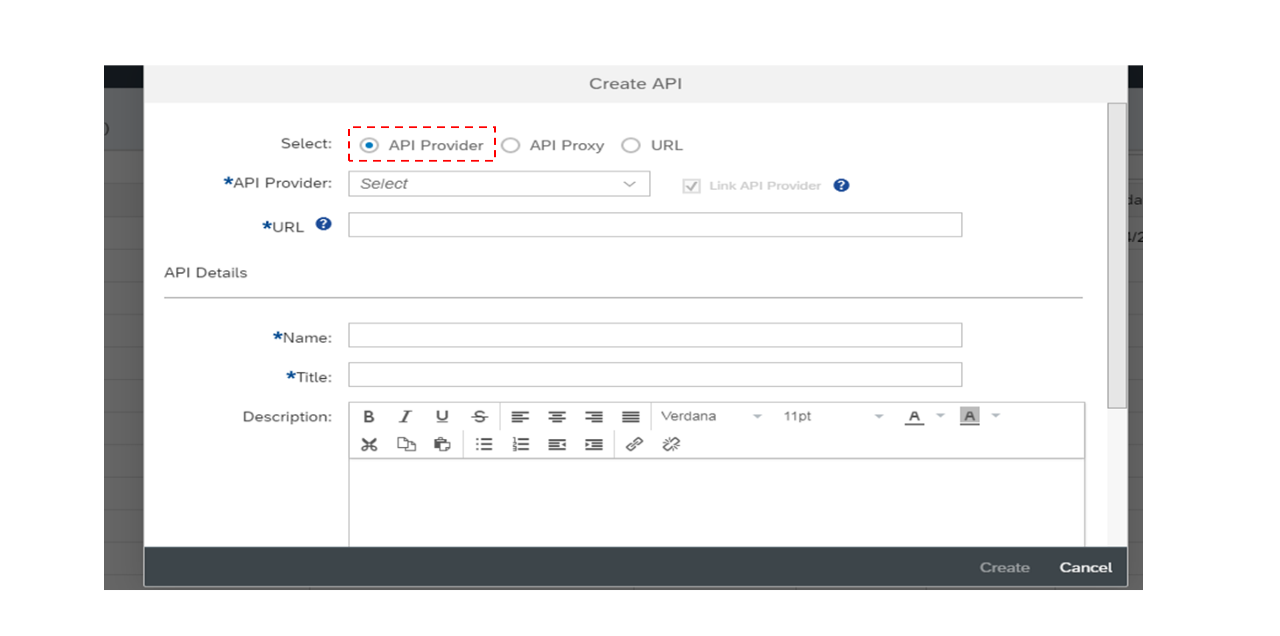 Create API
Select: API Provider API Proxy URL
*API Provider: Select Link API Provider ?
*URL ?
API Details
*Name:
*Title:
Description: B I U S Verdana 11pt A A
Create Cancel